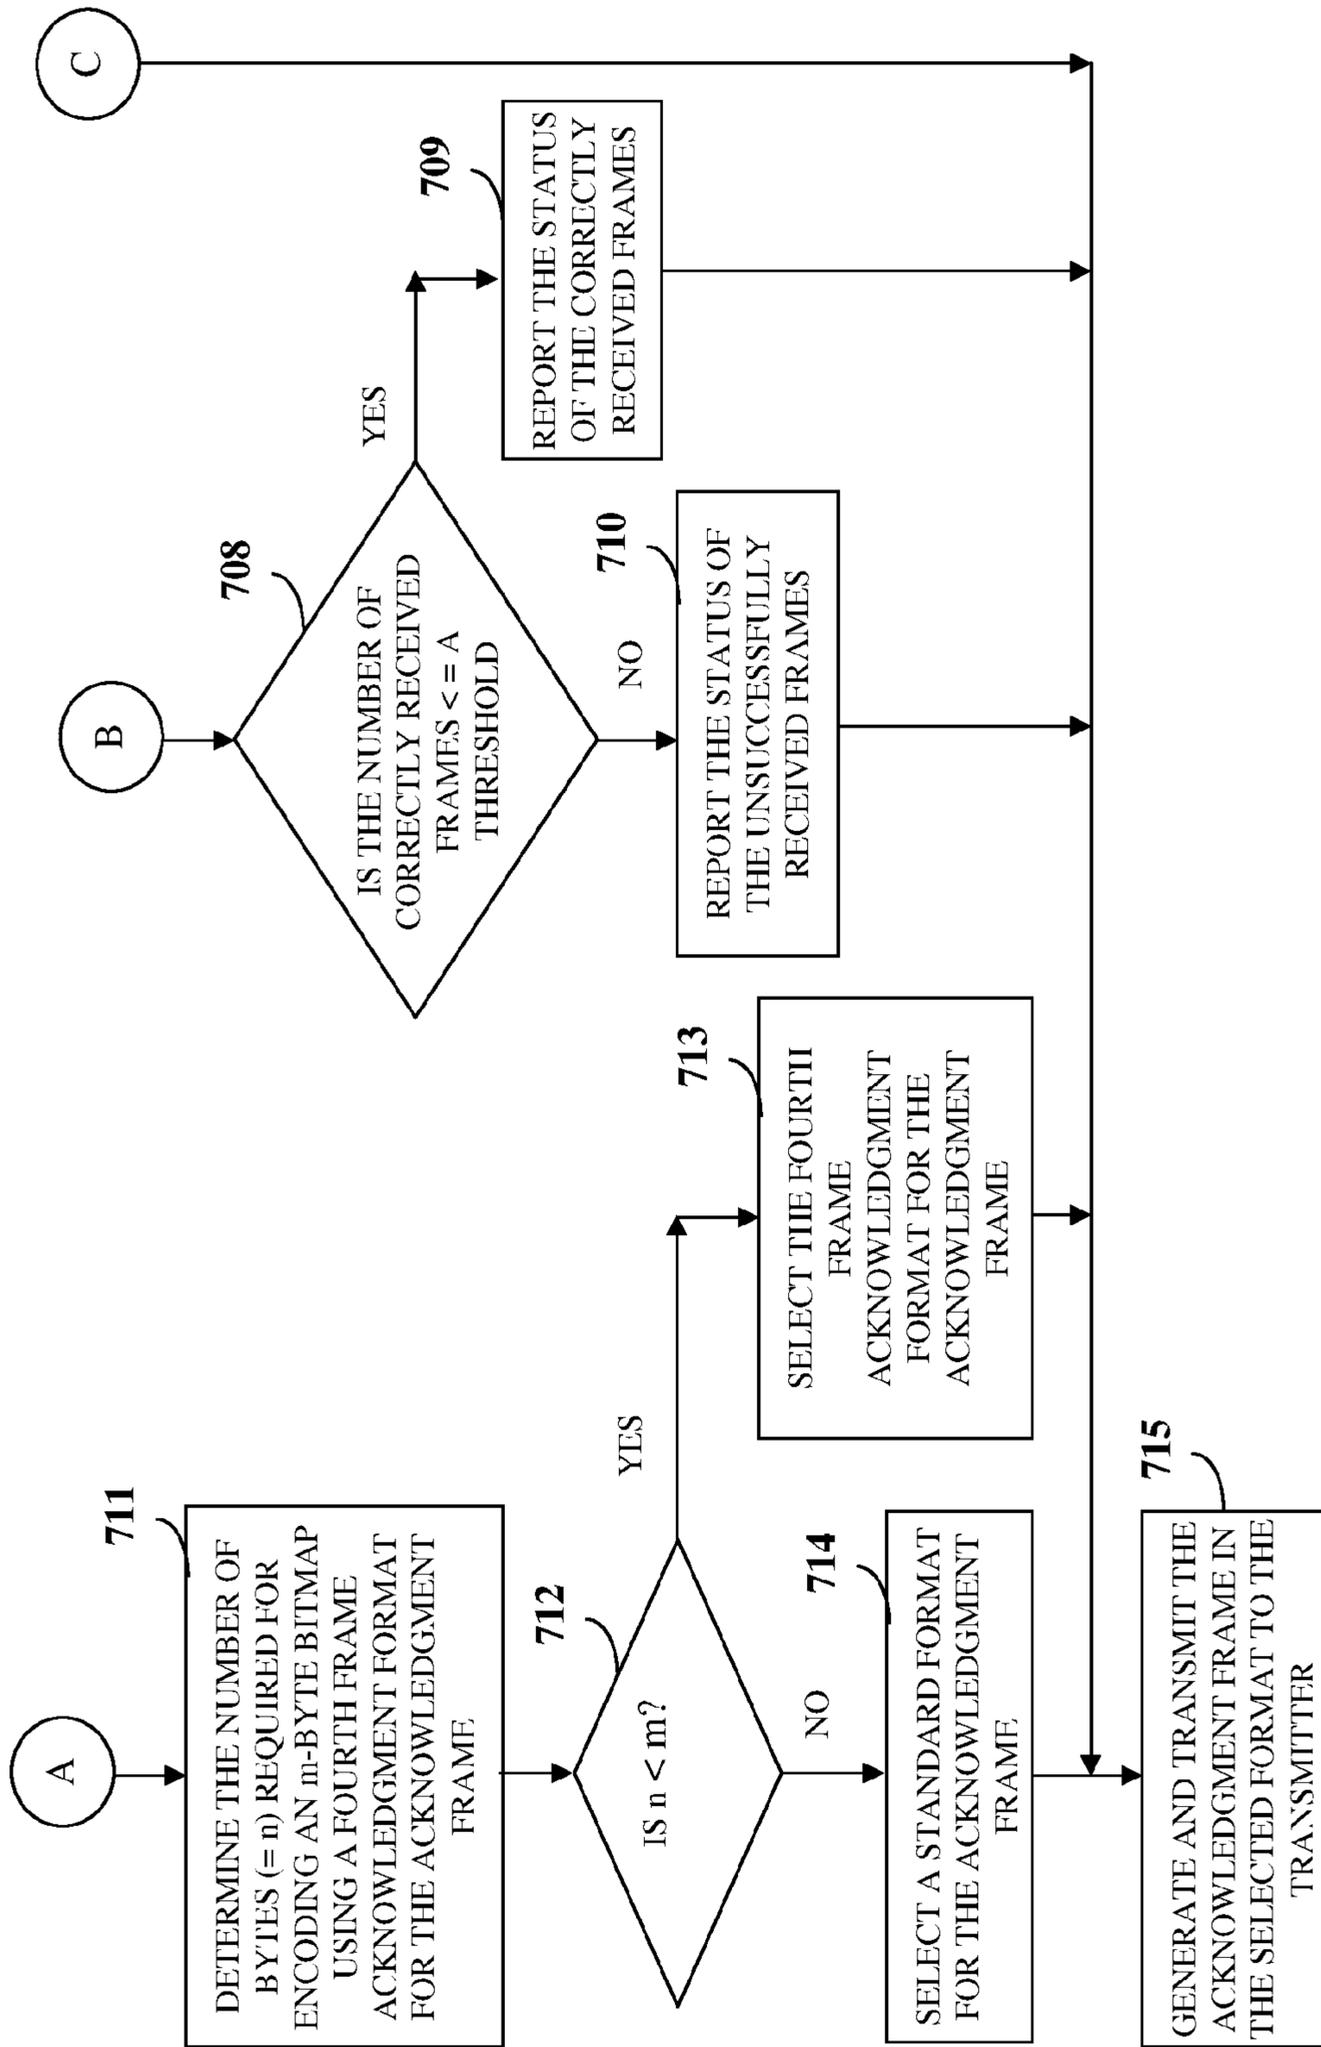 A
711
DETERMINE THE NUMBER OF
BYTES (= n) REQUIRED FOR
ENCODING AN m-BYTE BITMAP
USING A FOURTH FRAME
ACKNOWLEDGMENT FORMAT
FOR THE ACKNOWLEDGMENT
FRAME
712
IS n < m?
YES
NO
713
SELECT THE FOURTH
FRAME
ACKNOWLEDGMENT
FORMAT FOR THE
ACKNOWLEDGMENT
FRAME
714
SELECT A STANDARD FORMAT
FOR THE ACKNOWLEDGMENT
FRAME
715
GENERATE AND TRANSMIT THE
ACKNOWLEDGMENT FRAME IN
THE SELECTED FORMAT TO THE
TRANSMITTER
B
708
IS THE NUMBER OF
CORRECTLY RECEIVED
FRAMES < = A
THRESHOLD
YES
NO
709
REPORT THE STATUS
OF THE CORRECTLY
RECEIVED FRAMES
710
REPORT THE STATUS OF
THE UNSUCCESSFULLY
RECEIVED FRAMES
C